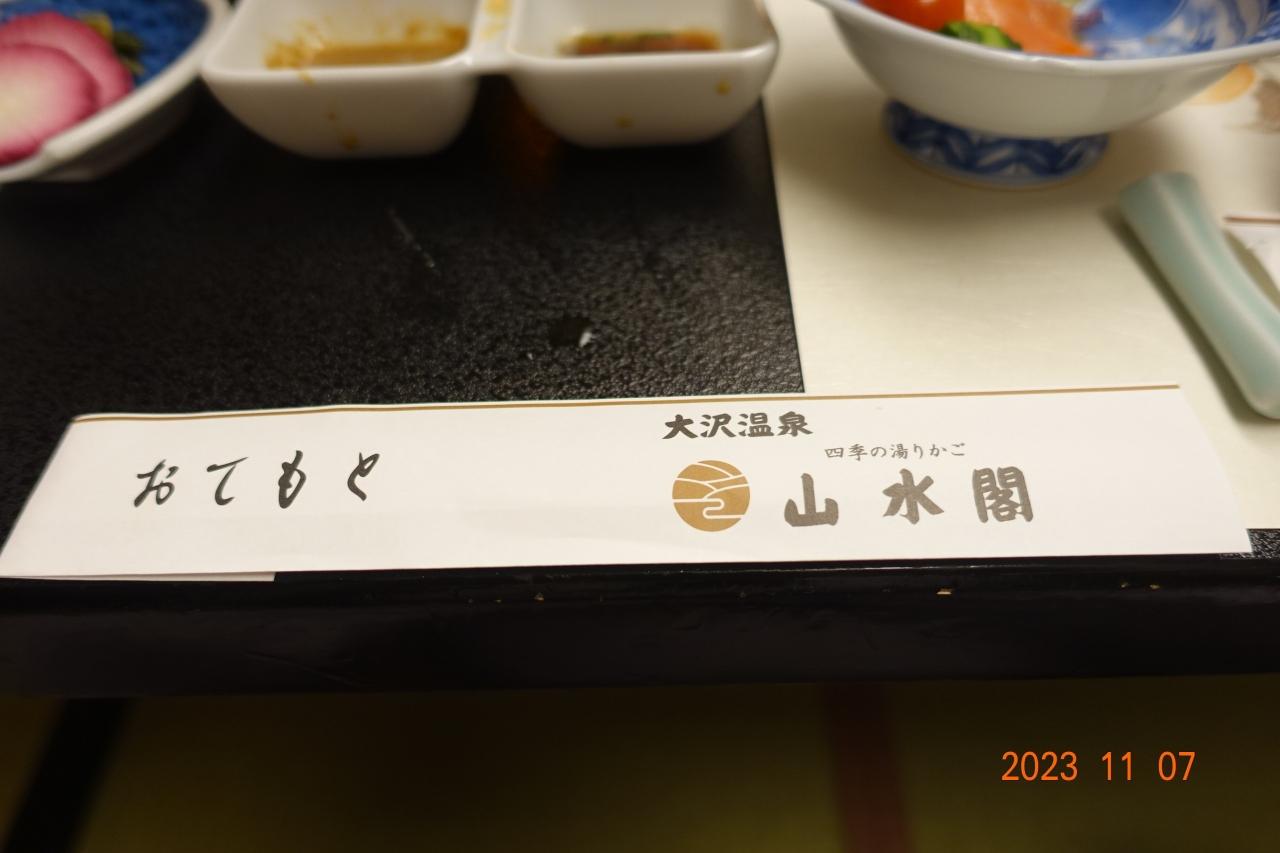 おてもと
大沢温泉
四季の湯りかご
山水閣
2023 11 07